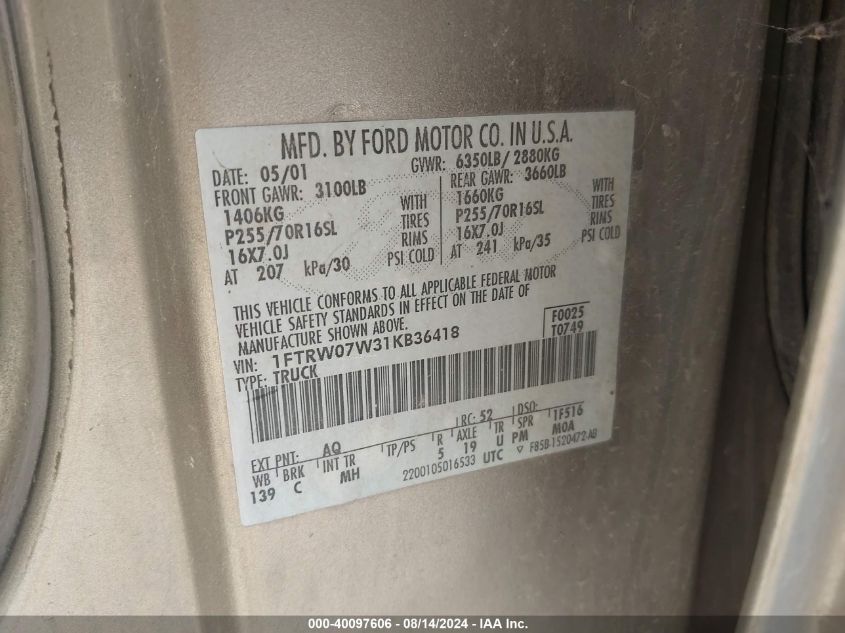 MFD. BY FORD MOTOR CO. IN U.S.A.
DATE: 05/01 GVWR: 6350LB/ 2880KG
FRONT GAWR: 3100LB REAR GAWR: 3660LB
1406KG WITH 1660KG WITH
P255/70R16SL TIRES P255/70R16SL TIRES
16X7.0J RIMS 16X7.0J RIMS
AT 207 kPa/30 PSI COLD AT 241 kPa/35 PSI COLD
THIS VEHICLE CONFORMS TO ALL APPLICABLE FEDERAL MOTOR
VEHICLE SAFETY STANDARDS IN EFFECT ON THE DATE OF
MANUFACTURE SHOWN ABOVE.
F0025
VIN: 1FTRW07W31KB36418 T0749
TYPE: TRUCK
EXT PNT: AQ RC: 52 DSO: 1F516
WB BRK INT TR TP/PS R AXLE TR SPR M0A
139 C MH 5 19 U PM
2200105016533 UTC ▽ F85B-1520472-AB
000-40097606 - 08/14/2024 - IAA Inc.